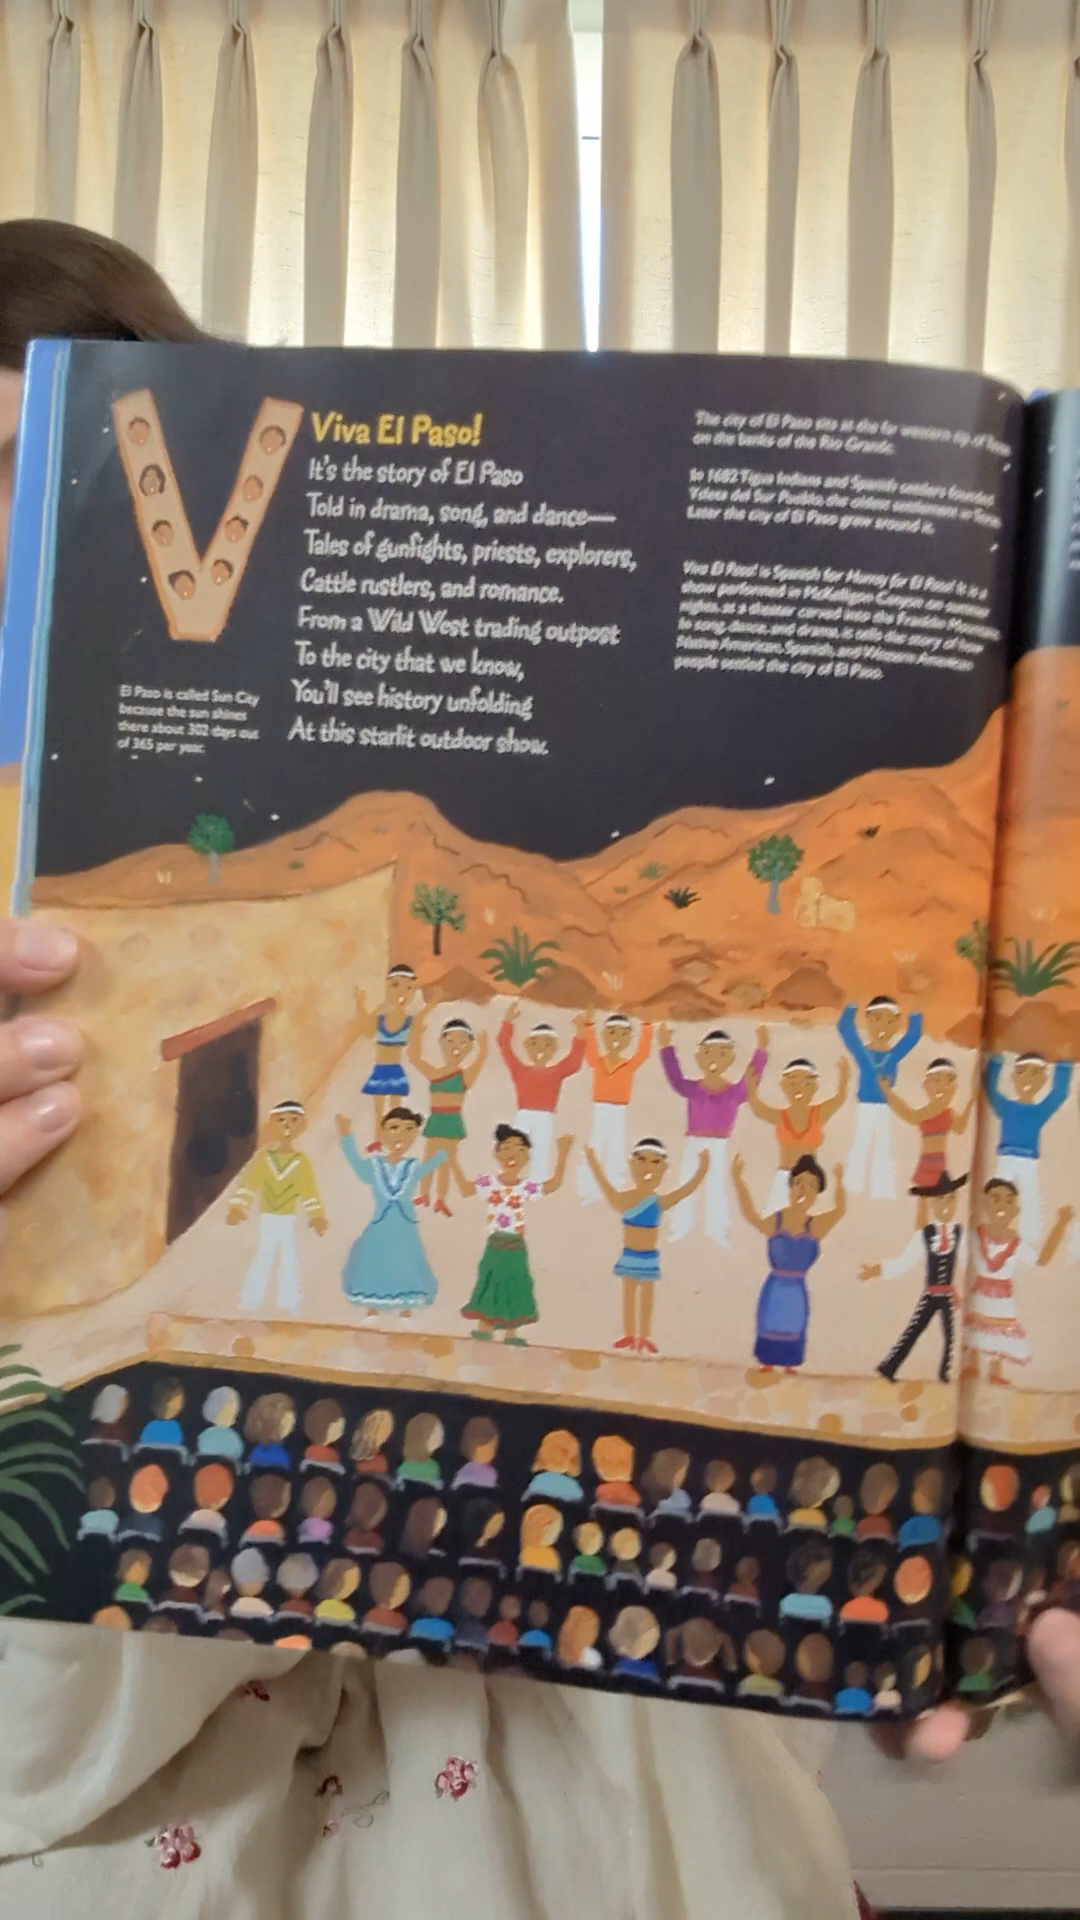 V
Viva El Paso!
It's the story of El Paso
Told in drama, song, and dance—
Tales of gunfights, priests, explorers,
Cattle rustlers, and romance.
From a Wild West trading outpost
To the city that we know,
You'll see history unfolding
At this starlit outdoor show.
El Paso is called Sun City
because the sun shines
there about 302 days out
of 365 per year.
The city of El Paso sits at the far western tip of Texas
on the banks of the Rio Grande.
In 1682 Tigua Indians and Spanish settlers founded
Ysleta del Sur Pueblo, the oldest settlement in Texas.
Later the city of El Paso grew around it.
Viva El Paso! is Spanish for Hurray for El Paso! It is a
show performed in McKelligon Canyon on summer
nights, at a theater carved into the Franklin Mountains.
In song, dance, and drama, it tells the story of how
Native American, Spanish, and Western American
people settled the city of El Paso.